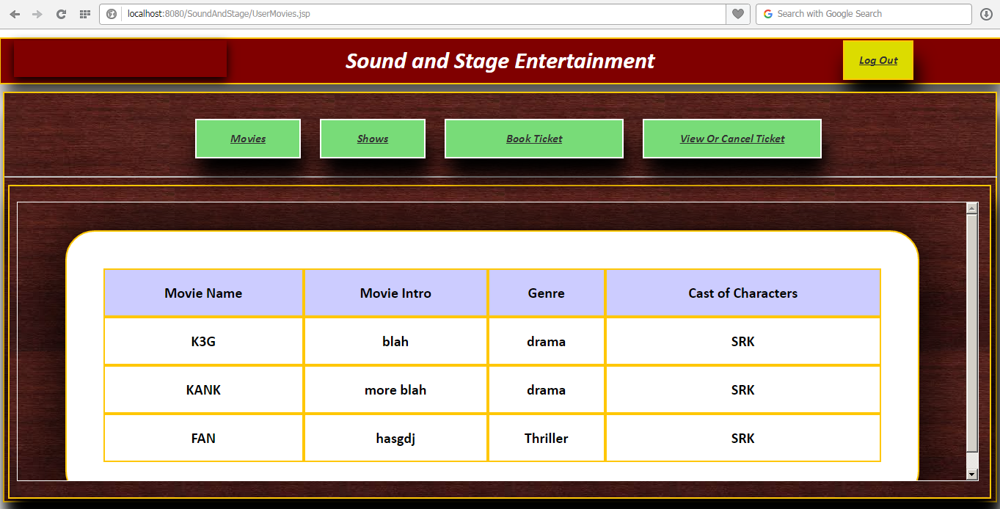 localhost:8080/SoundAndStage/UserMovies.jsp
Search with Google Search
Sound and Stage Entertainment
Log Out
Movies Shows Book Ticket View Or Cancel Ticket
Movie Name Movie Intro Genre Cast of Characters
K3G blah drama SRK
KANK more blah drama SRK
FAN hasgdj Thriller SRK